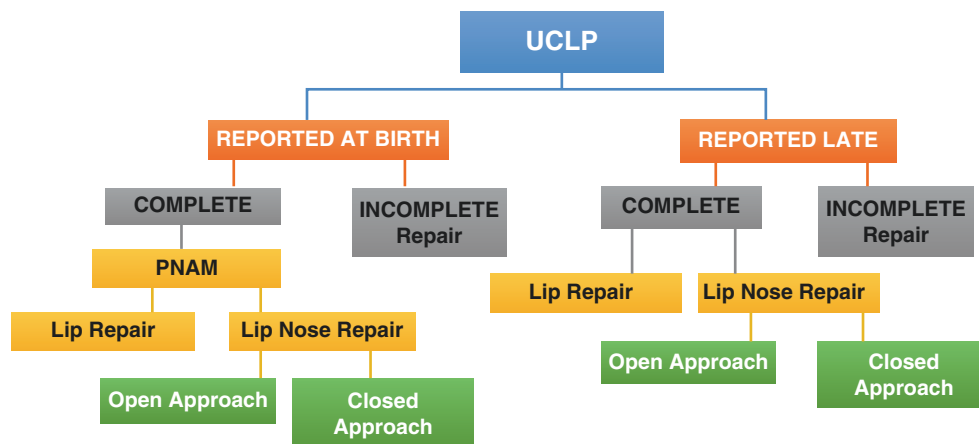 UCLP
REPORTED AT BIRTH
REPORTED LATE
COMPLETE
INCOMPLETE
Repair
COMPLETE
INCOMPLETE
Repair
PNAM
Lip Repair
Lip Nose Repair
Lip Repair
Lip Nose Repair
Open Approach
Closed
Approach
Open Approach
Closed
Approach